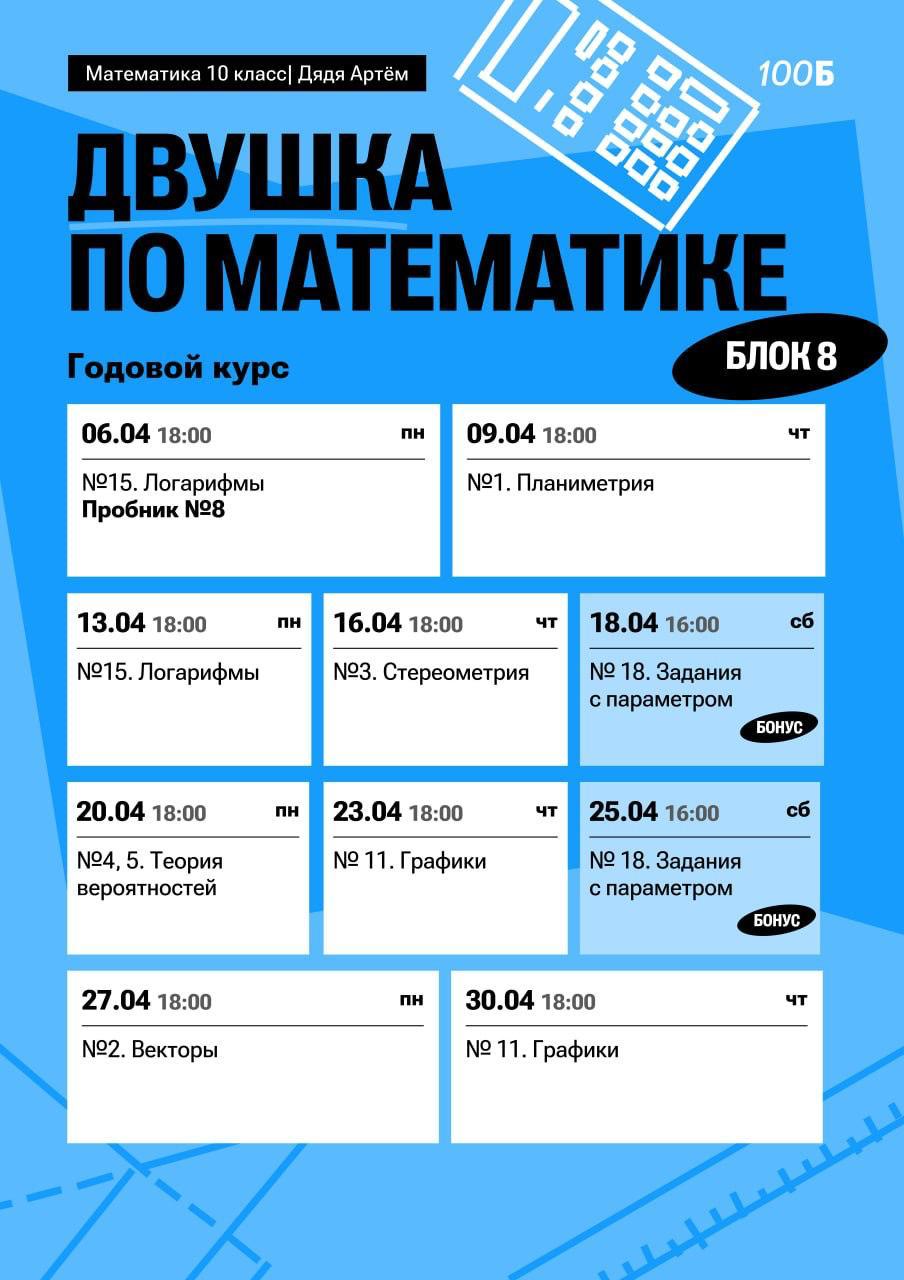 Математика 10 класс| Дядя Артём
100Б
ДВУШКА
ПО МАТЕМАТИКЕ
Годовой курс
БЛОК 8
06.04 18:00 пн
№15. Логарифмы
Пробник №8
09.04 18:00 чт
№1. Планиметрия
13.04 18:00 пн
№15. Логарифмы
16.04 18:00 чт
№3. Стереометрия
18.04 16:00 сб
№ 18. Задания
с параметром
БОНУС
20.04 18:00 пн
№4, 5. Теория
вероятностей
23.04 18:00 чт
№ 11. Графики
25.04 16:00 сб
№ 18. Задания
с параметром
БОНУС
27.04 18:00 пн
№2. Векторы
30.04 18:00 чт
№ 11. Графики